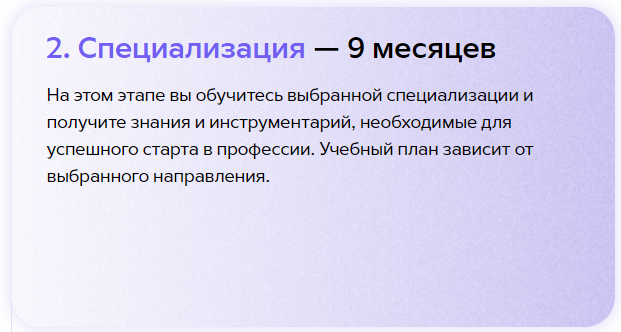 2. Специализация — 9 месяцев
На этом этапе вы обучитесь выбранной специализации и
получите знания и инструментарий, необходимые для
успешного старта в профессии. Учебный план зависит от
выбранного направления.